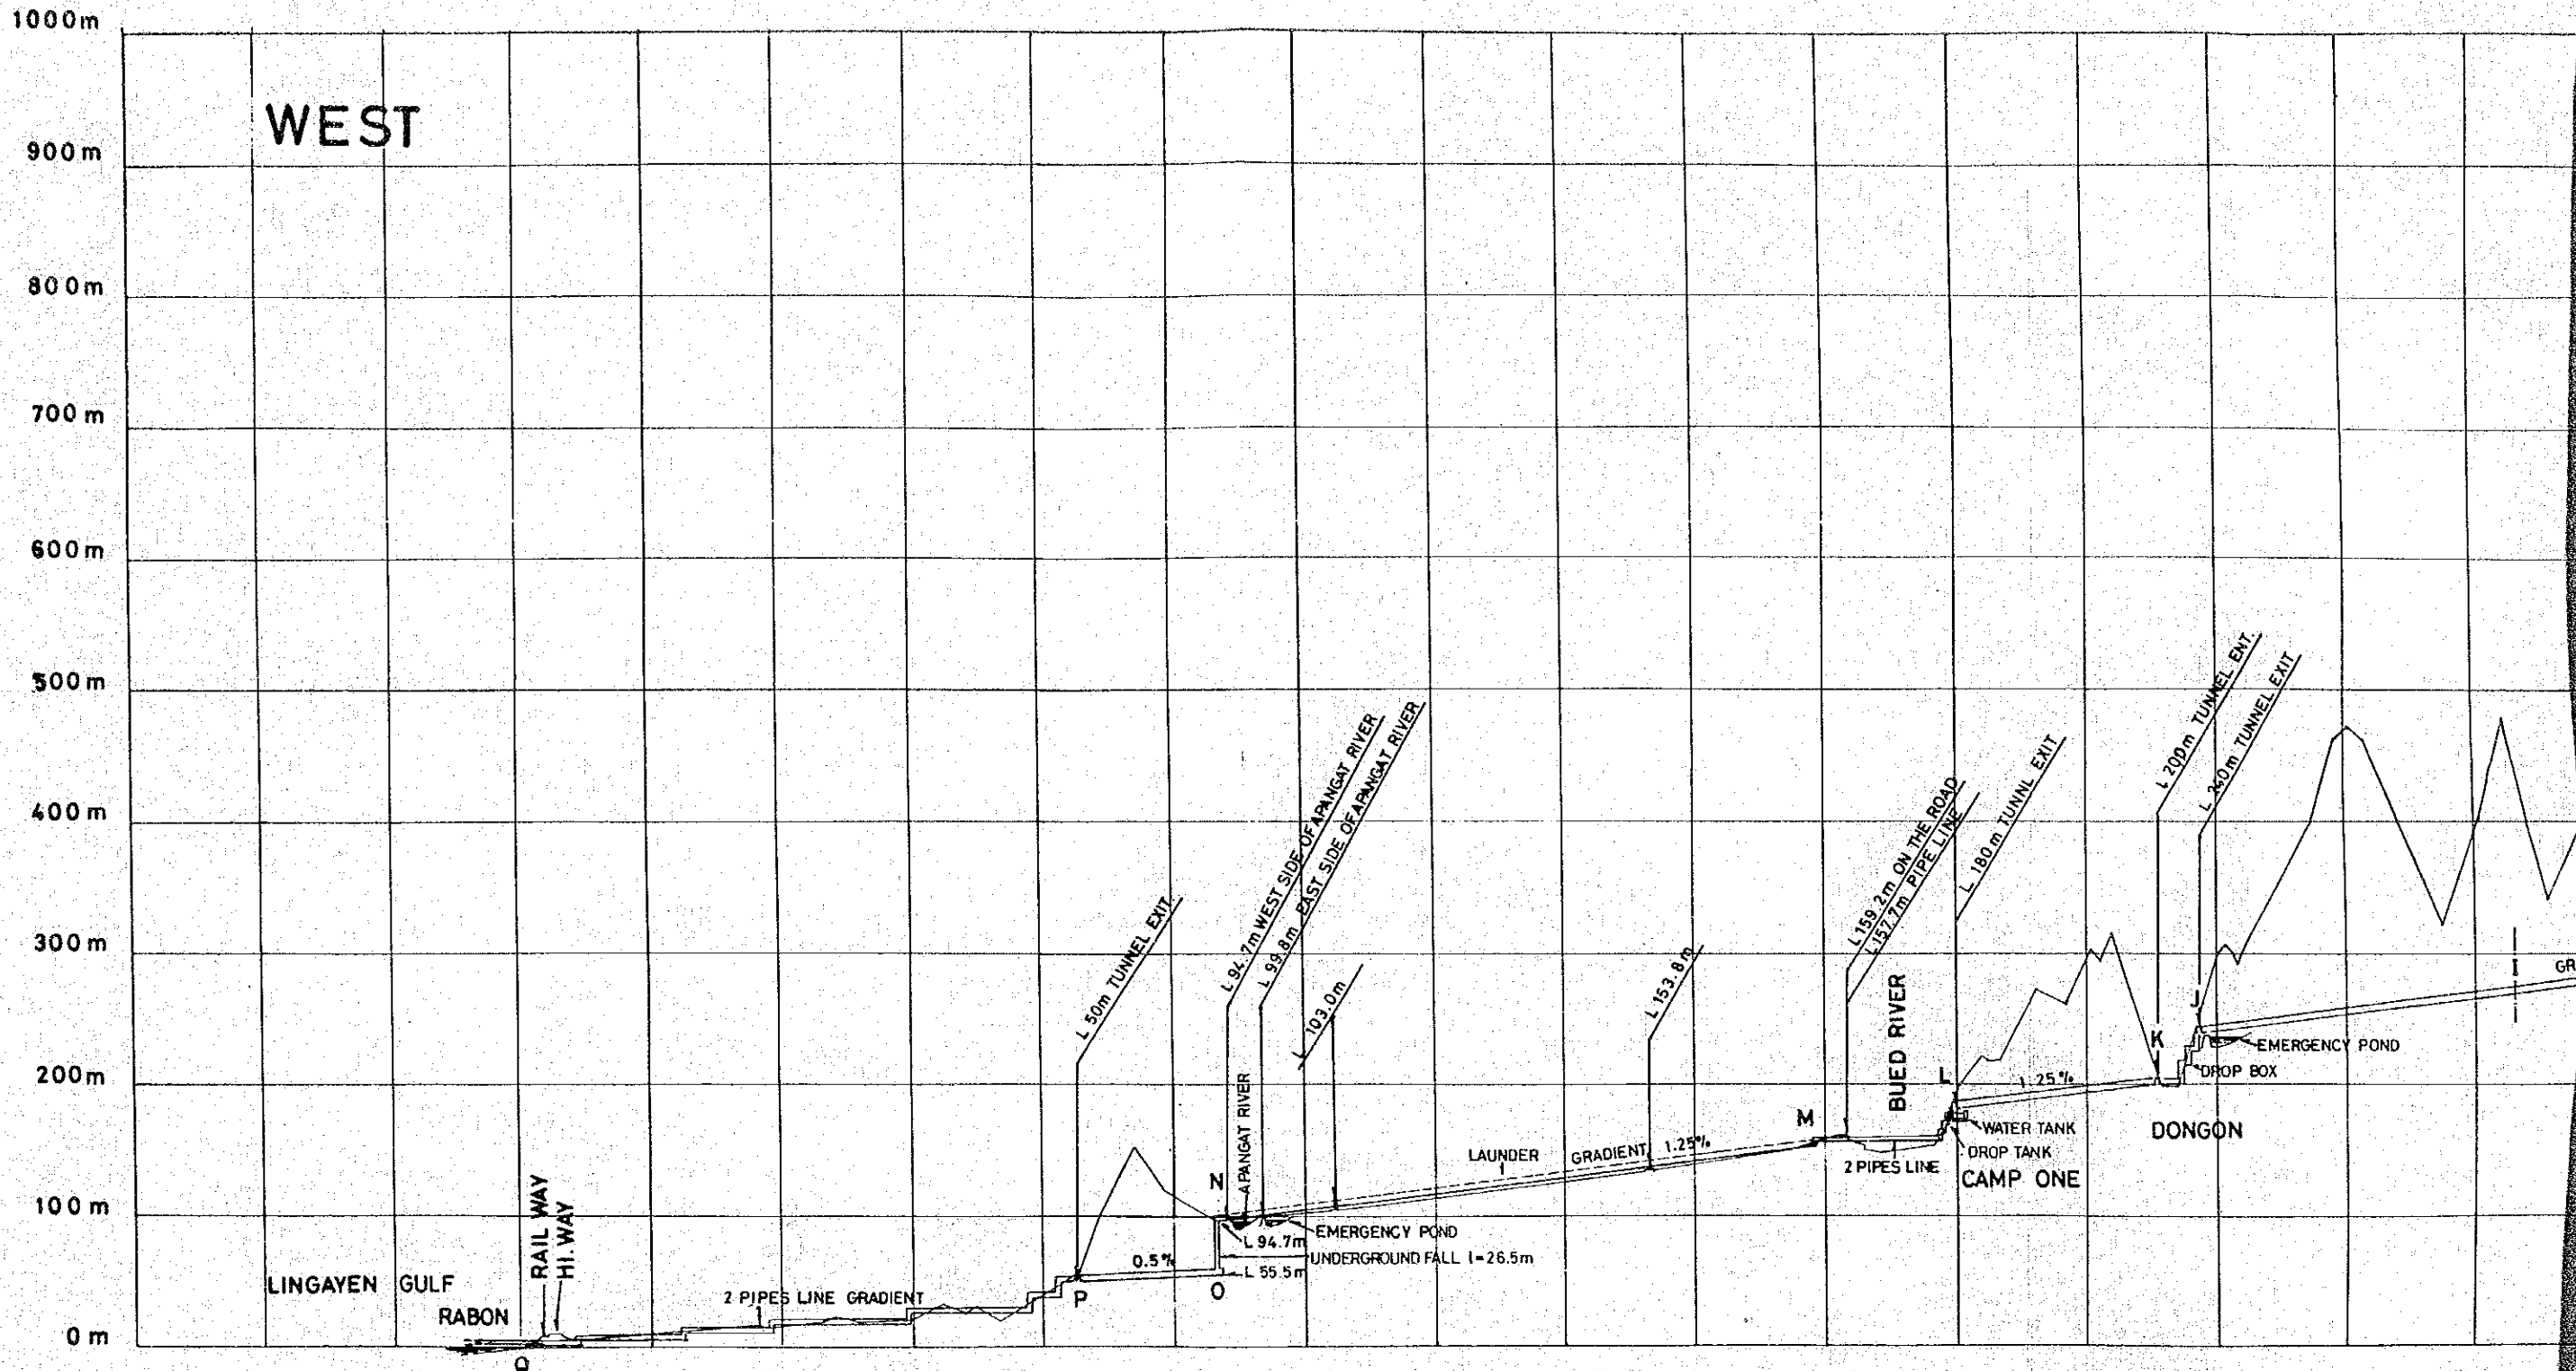 1000m
WEST
900m
800m
700m
600m
500m
400m
300m
200m
100m
0m
LINGAYEN GULF
RABON
Q
RAIL WAY
HI.WAY
2 PIPES LINE GRADIENT
L 50m TUNNEL EXIT
P
0.5%
O
N
L 94.7m WEST SIDE OF APANGAT RIVER
L 99.8m EAST SIDE OF APANGAT RIVER
APANGAT RIVER
L 103.0m
EMERGENCY POND
L 94.7m
UNDERGROUND FALL l=26.5m
L 55.5m
LAUNDER
GRADIENT 1.25%
L 153.8m
M
L 159.2m ON THE ROAD
L 157.7m PIPE LINE
BUED RIVER
2 PIPES LINE
L 180m TUNNL EXIT
L
1.25%
WATER TANK
DROP TANK
CAMP ONE
L 200m TUNNEL ENT.
L 240m TUNNEL EXIT
K
J
EMERGENCY POND
DROP BOX
DONGON
I
GR